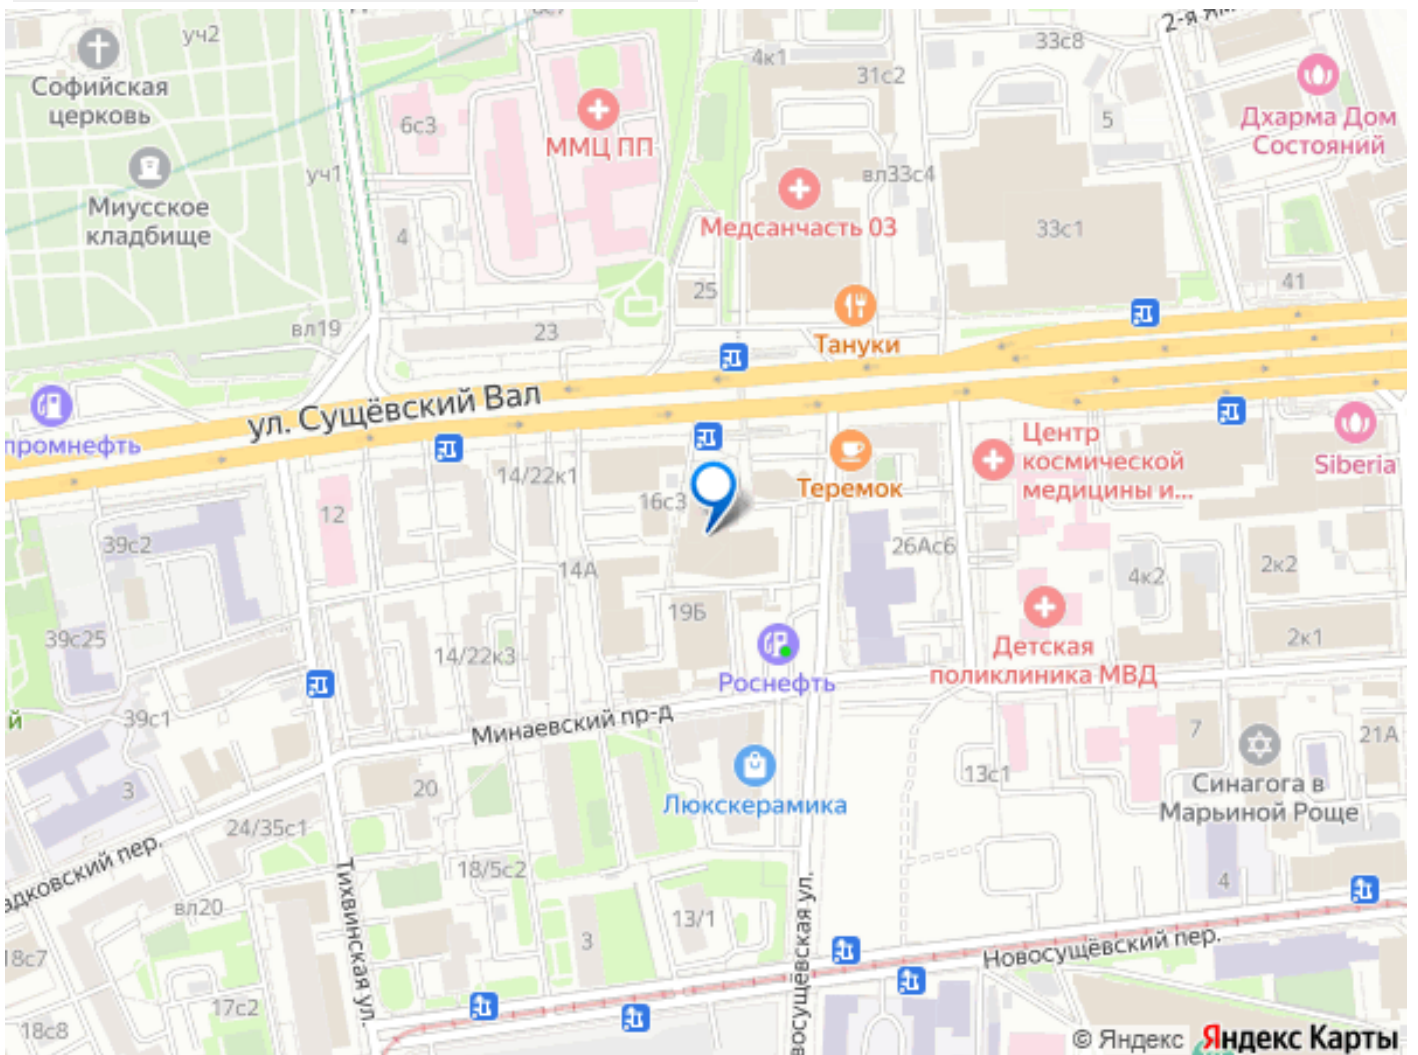 уч2
Софийская
церковь
Миусское
кладбище
уч1
вл19
6с3
ММЦ ПП
4
23
25
4к1
31с2
33с8
Медсанчасть 03
вл33с4
33с1
5
Дхарма Дом
Состояний
41
Тануки
ул. Сущёвский Вал
промнефть
14/22к1
16с3
Теремок
Центр
космической
медицины и...
Siberia
12
39с2
14А
26Ас6
4к2
2к2
39с25
19Б
14/22к3
Роснефть
Детская
поликлиника МВД
2к1
й
39с1
Минаевский пр-д
7
21А
3
20
Люкскерамика
13с1
Синагога в
Марьиной Роще
24/35с1
адковский пер.
18/5с2
Тихвинская ул.
вл20
3
13/1
восущёвская ул.
4
Новосущёвский пер.
18с7
17с2
18с8
© Яндекс Яндекс Карты